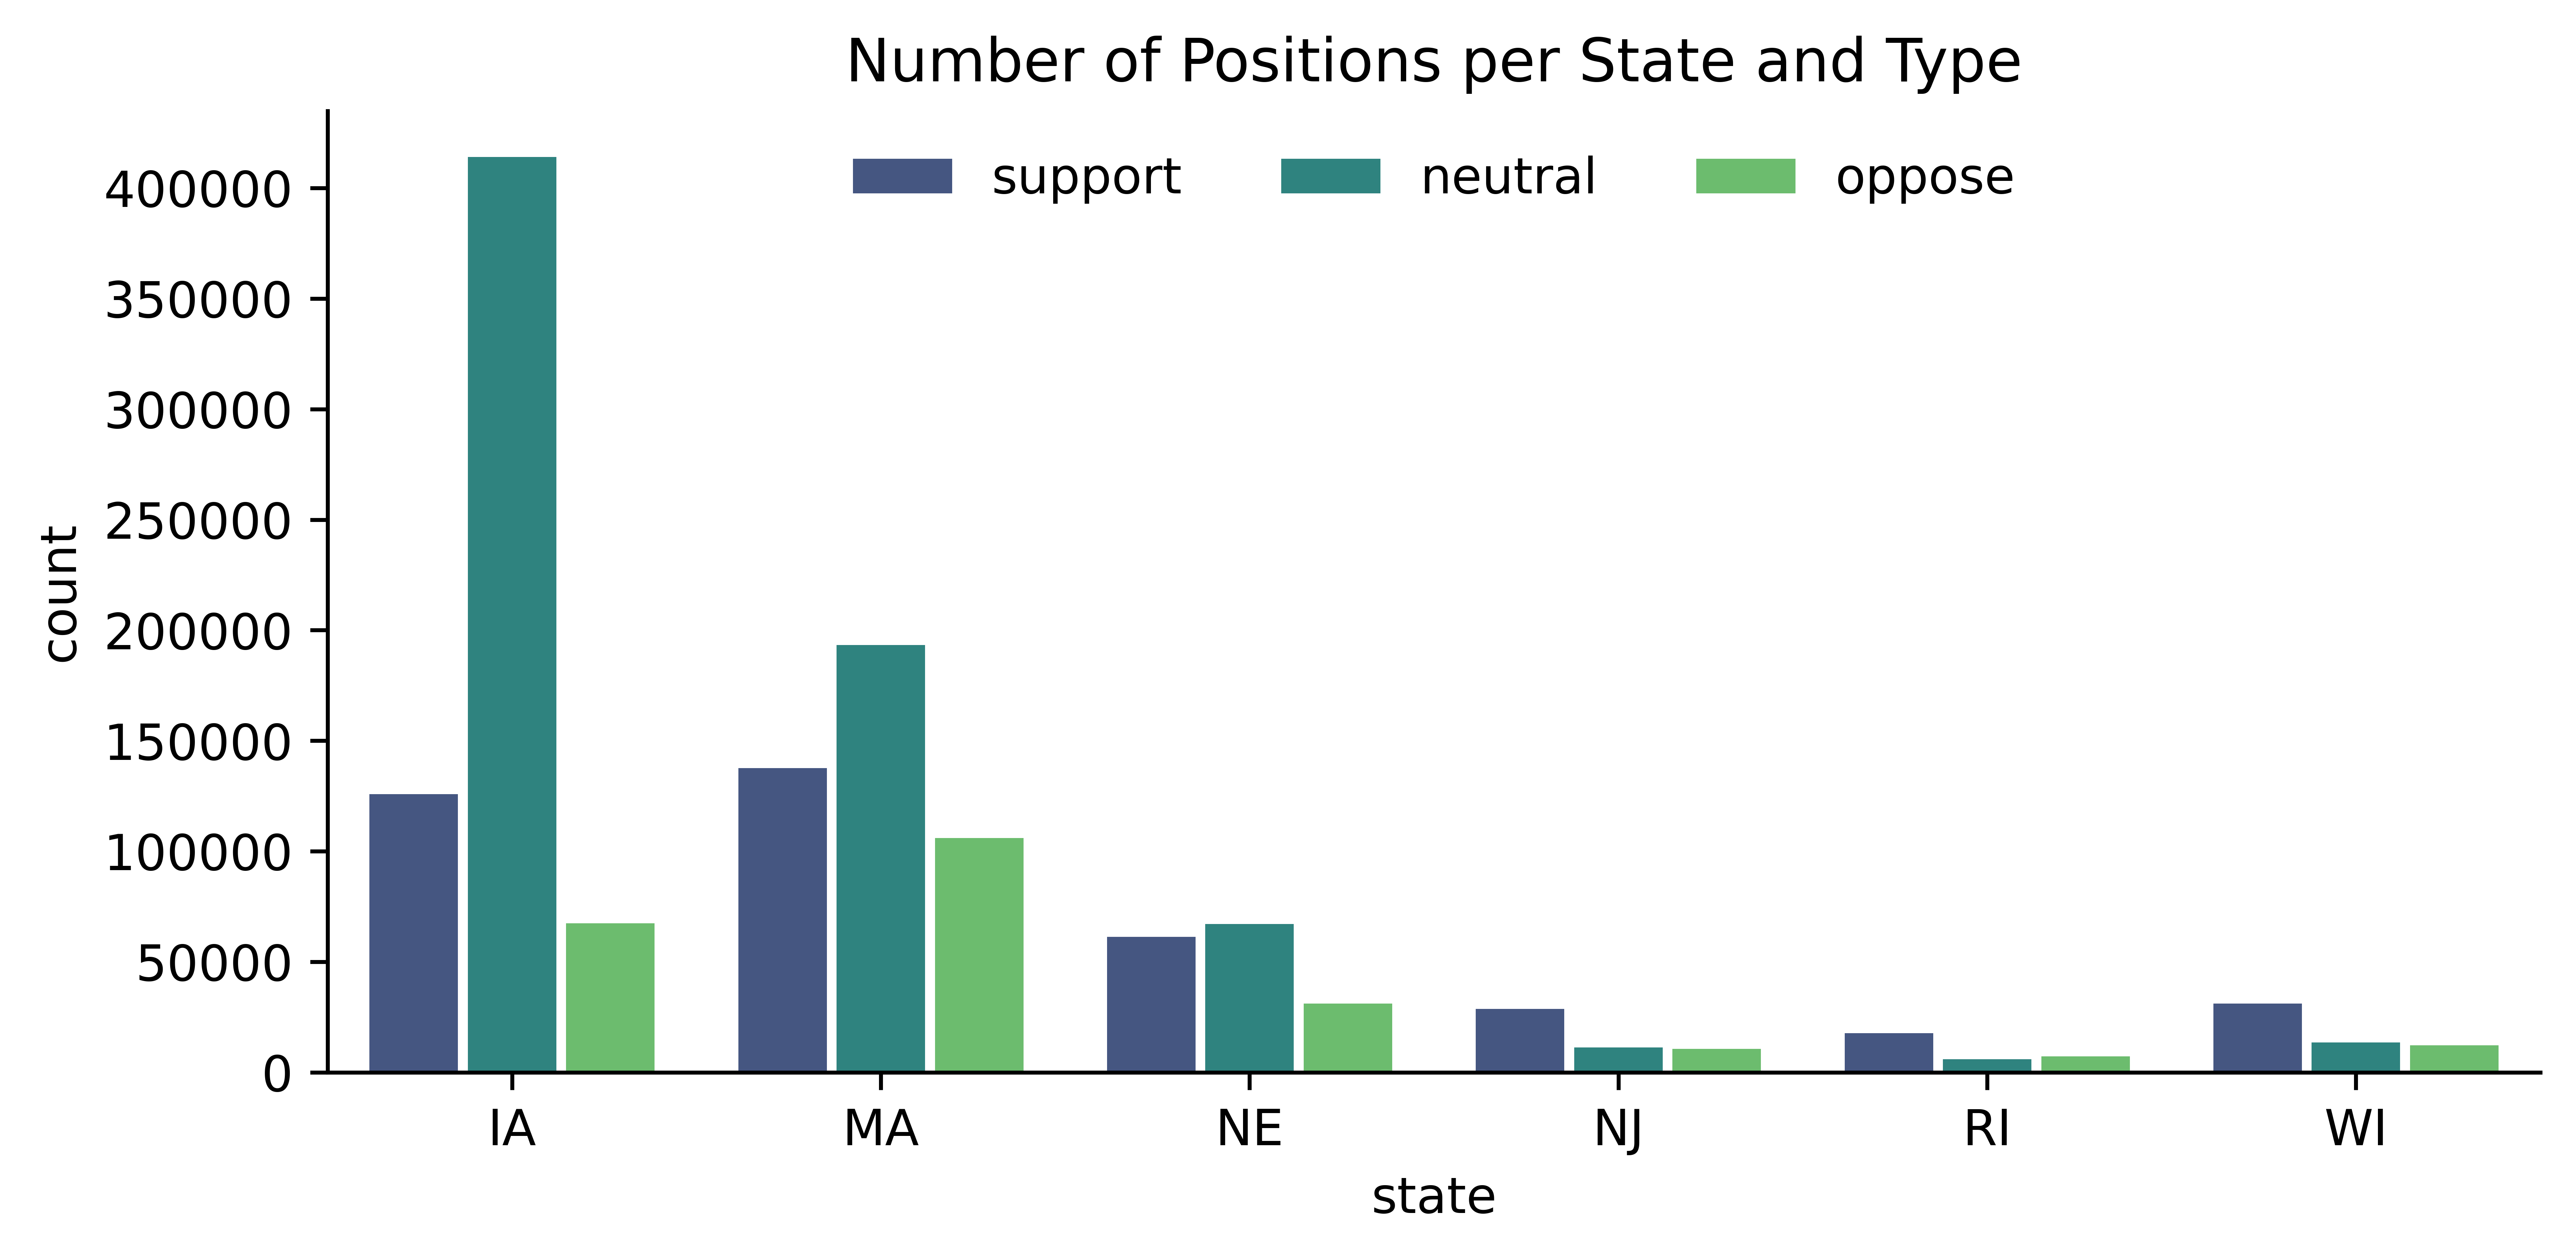 Number of Positions per State and Type
support neutral oppose
400000
350000
300000
250000
200000
150000
100000
50000
0
count
IA MA NE NJ RI WI
state